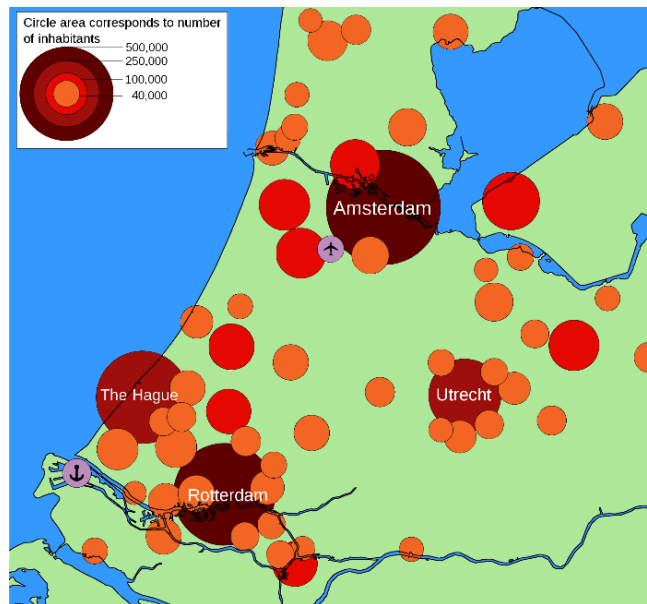 Circle area corresponds to number
of inhabitants
500,000
250,000
100,000
40,000
Amsterdam
The Hague
Utrecht
Rotterdam